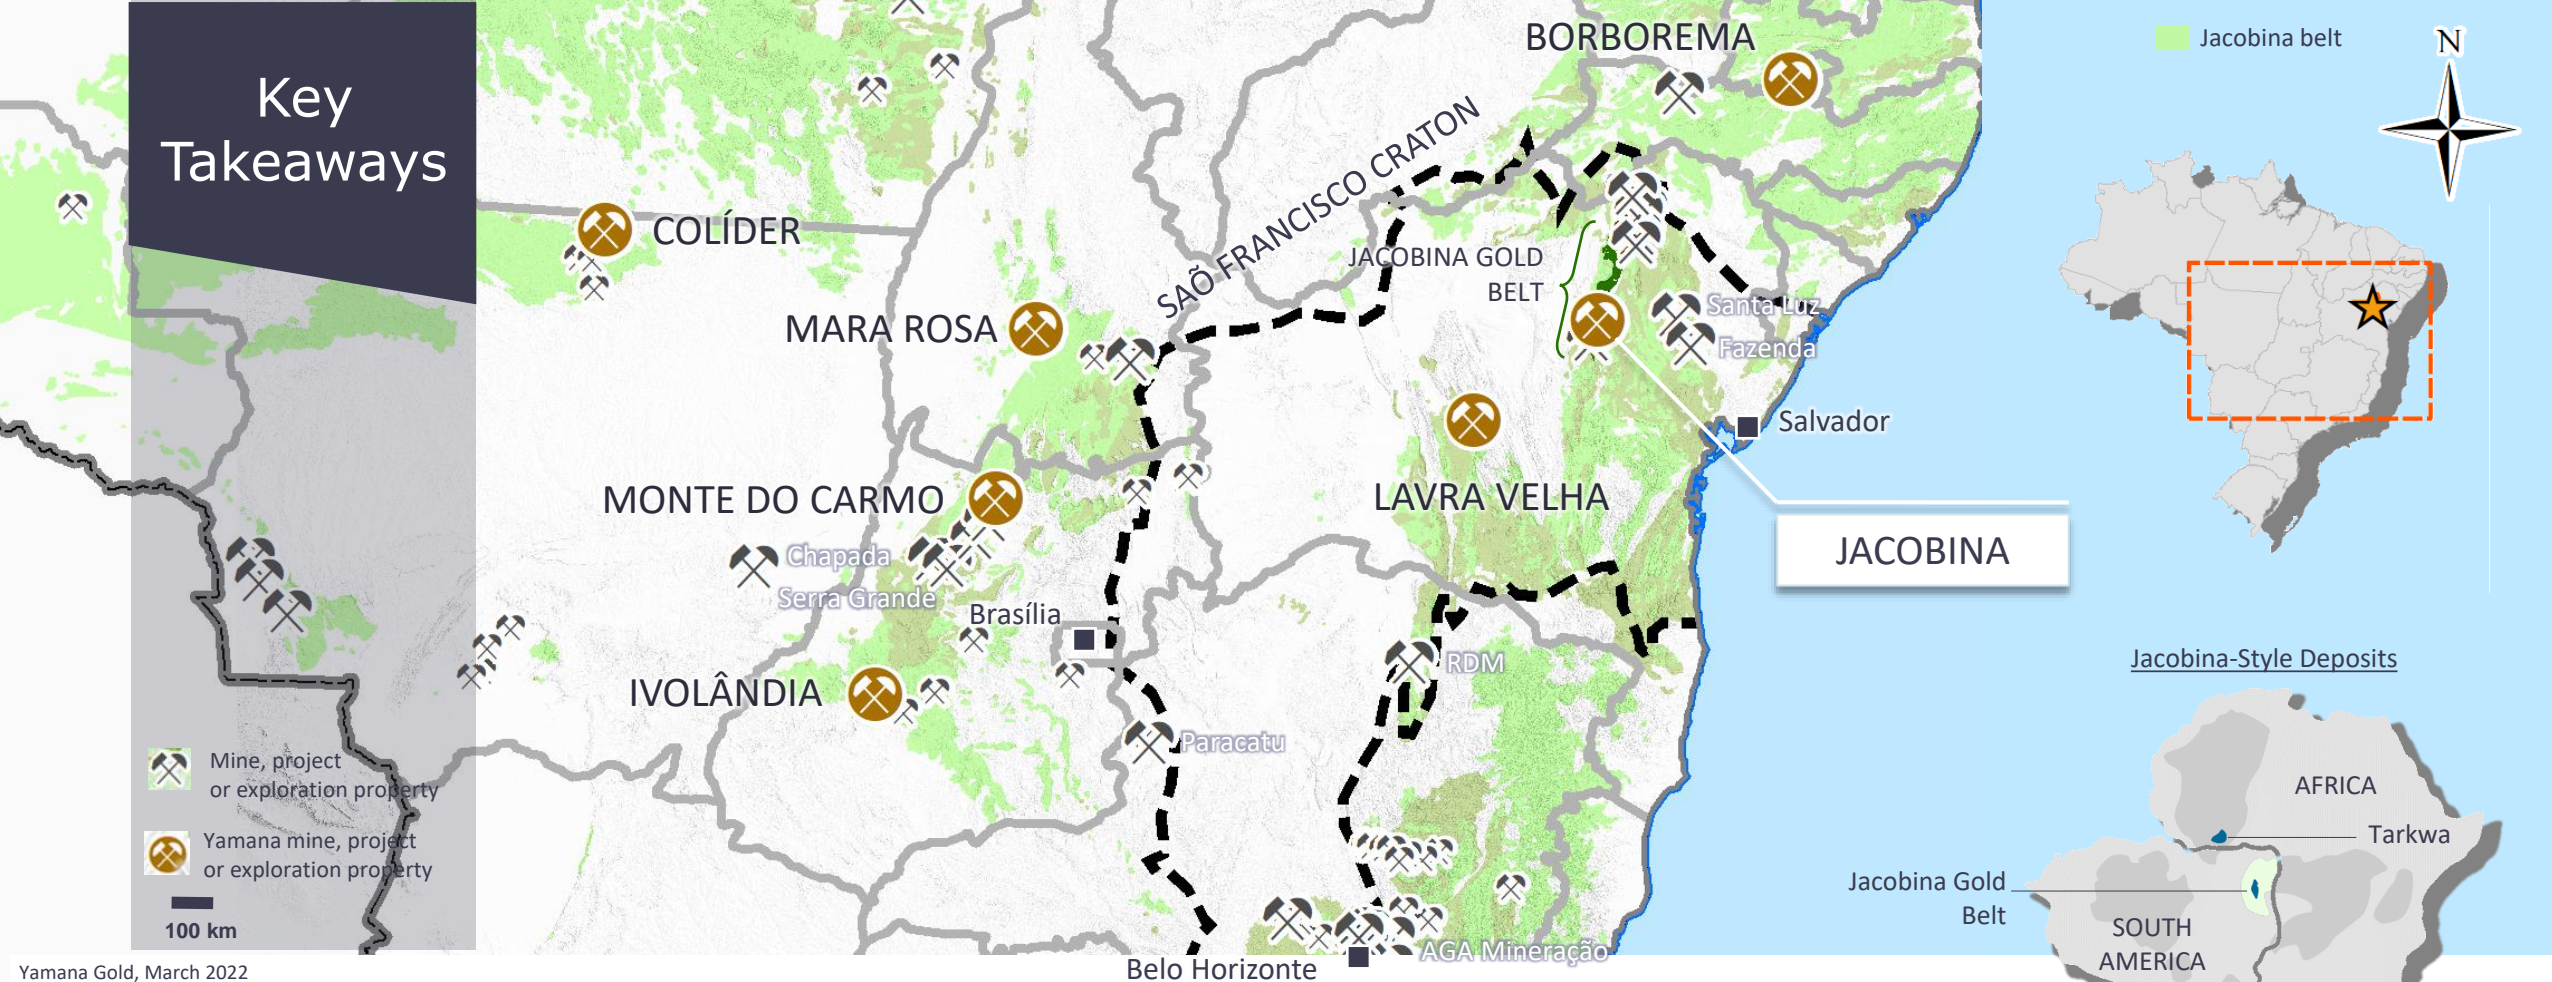 Key
Takeaways
BORBOREMA
Jacobina belt
N
SAÕ FRANCISCO CRATON
COLÍDER
JACOBINA GOLD
BELT
MARA ROSA
Santa Luz
Fazenda
Salvador
MONTE DO CARMO
LAVRA VELHA
JACOBINA
Chapada
Serra Grande
Brasília
RDM
IVOLÂNDIA
Paracatu
Jacobina-Style Deposits
Mine, project
or exploration property
AFRICA
Tarkwa
Yamana mine, project
or exploration property
Jacobina Gold
Belt
100 km
SOUTH
AMERICA
AGA Mineração
Belo Horizonte
Yamana Gold, March 2022